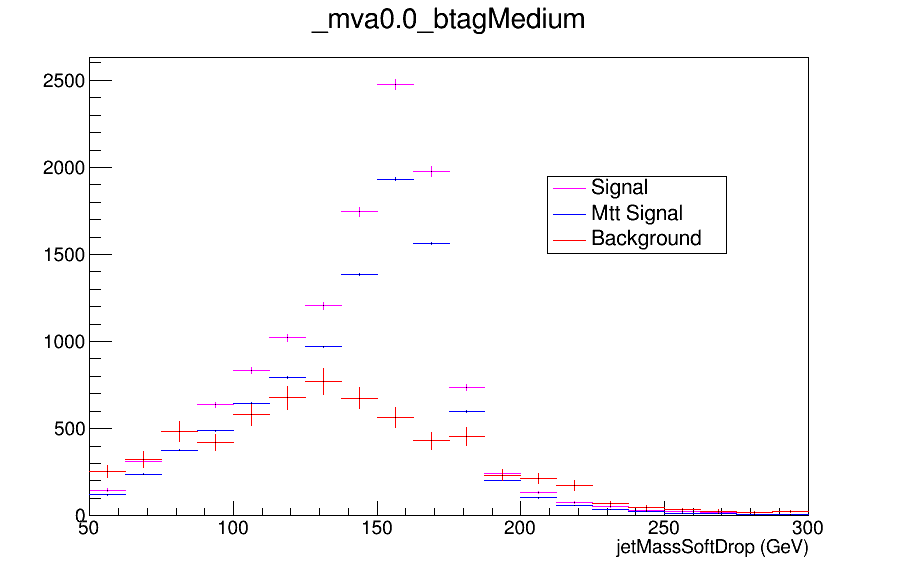 _mva0.0_btagMedium
2500
2000
1500
1000
500
0
Signal
Mtt Signal
Background
50 100 150 200 250 300
jetMassSoftDrop (GeV)